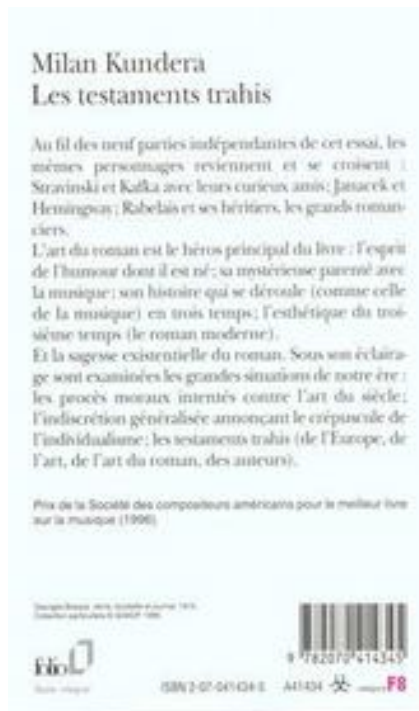 Milan Kundera
Les testaments trahis
Au fil des neuf parties indépendantes de cet essai, les
mêmes personnages reviennent et se croisent :
Stravinski et Kafka avec leurs curieux amis; Janacek et
Hemingway; Rabelais et ses héritiers, les grands roman-
ciers.
L'art du roman est le héros principal du livre : l'esprit
de l'humour dont il est né; sa mystérieuse parenté avec
la musique; son histoire qui se déroule (comme celle
de la musique) en trois temps; l'esthétique du troi-
sième temps (le roman moderne).
Et la sagesse existentielle du roman. Sous son éclaira-
ge sont examinées les grandes situations de notre ère :
les procès moraux intentés contre l'art du siècle;
l'indiscrétion généralisée annonçant le crépuscule de
l'individualisme; les testaments trahis (de l'Europe, de
l'art, de l'art du roman, des auteurs).
Prix de la Société des compositeurs américains pour le meilleur livre
sur la musique (1996).
folio
Texte intégral
9 782070 414345
ISBN 2-07-041434-5 A41434 catégorie F8